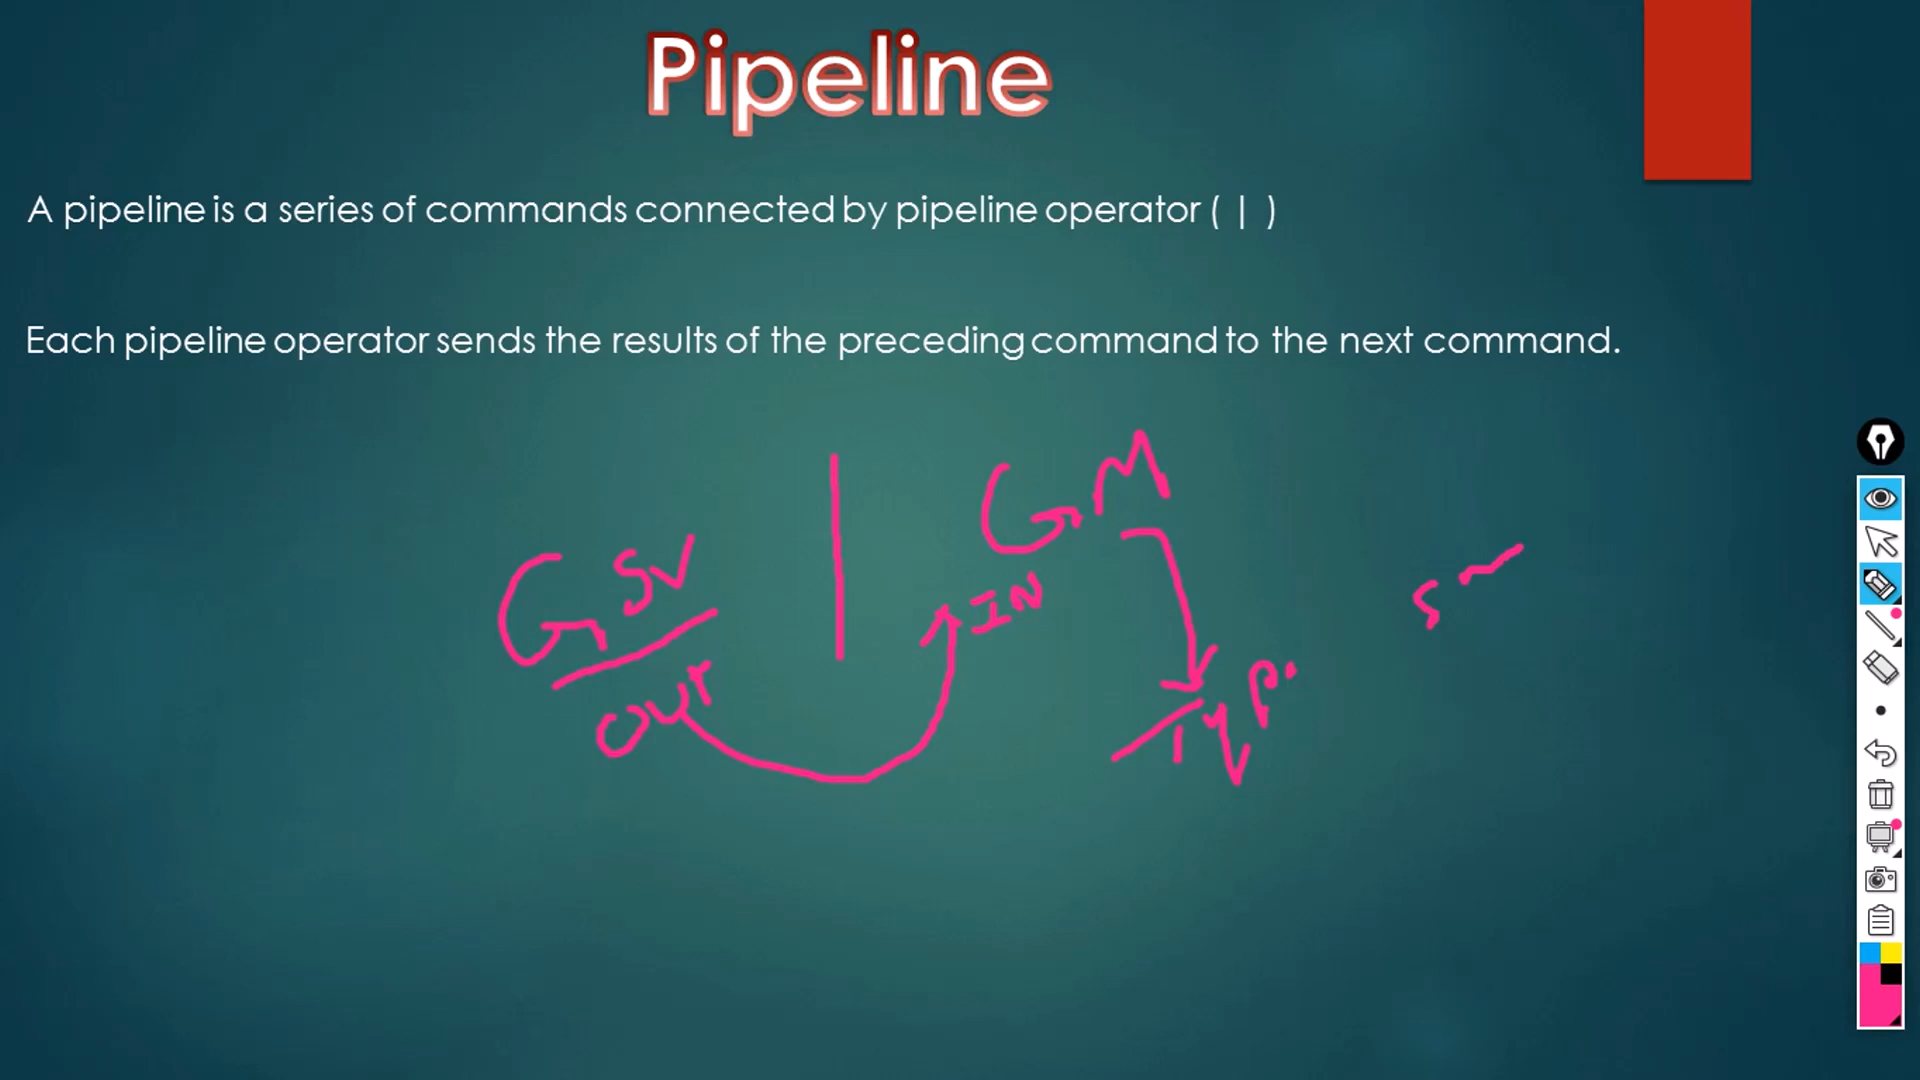 Pipeline
A pipeline is a series of commands connected by pipeline operator ( | )
Each pipeline operator sends the results of the preceding command to the next command.
GSV | GM
OUT IN
Typ